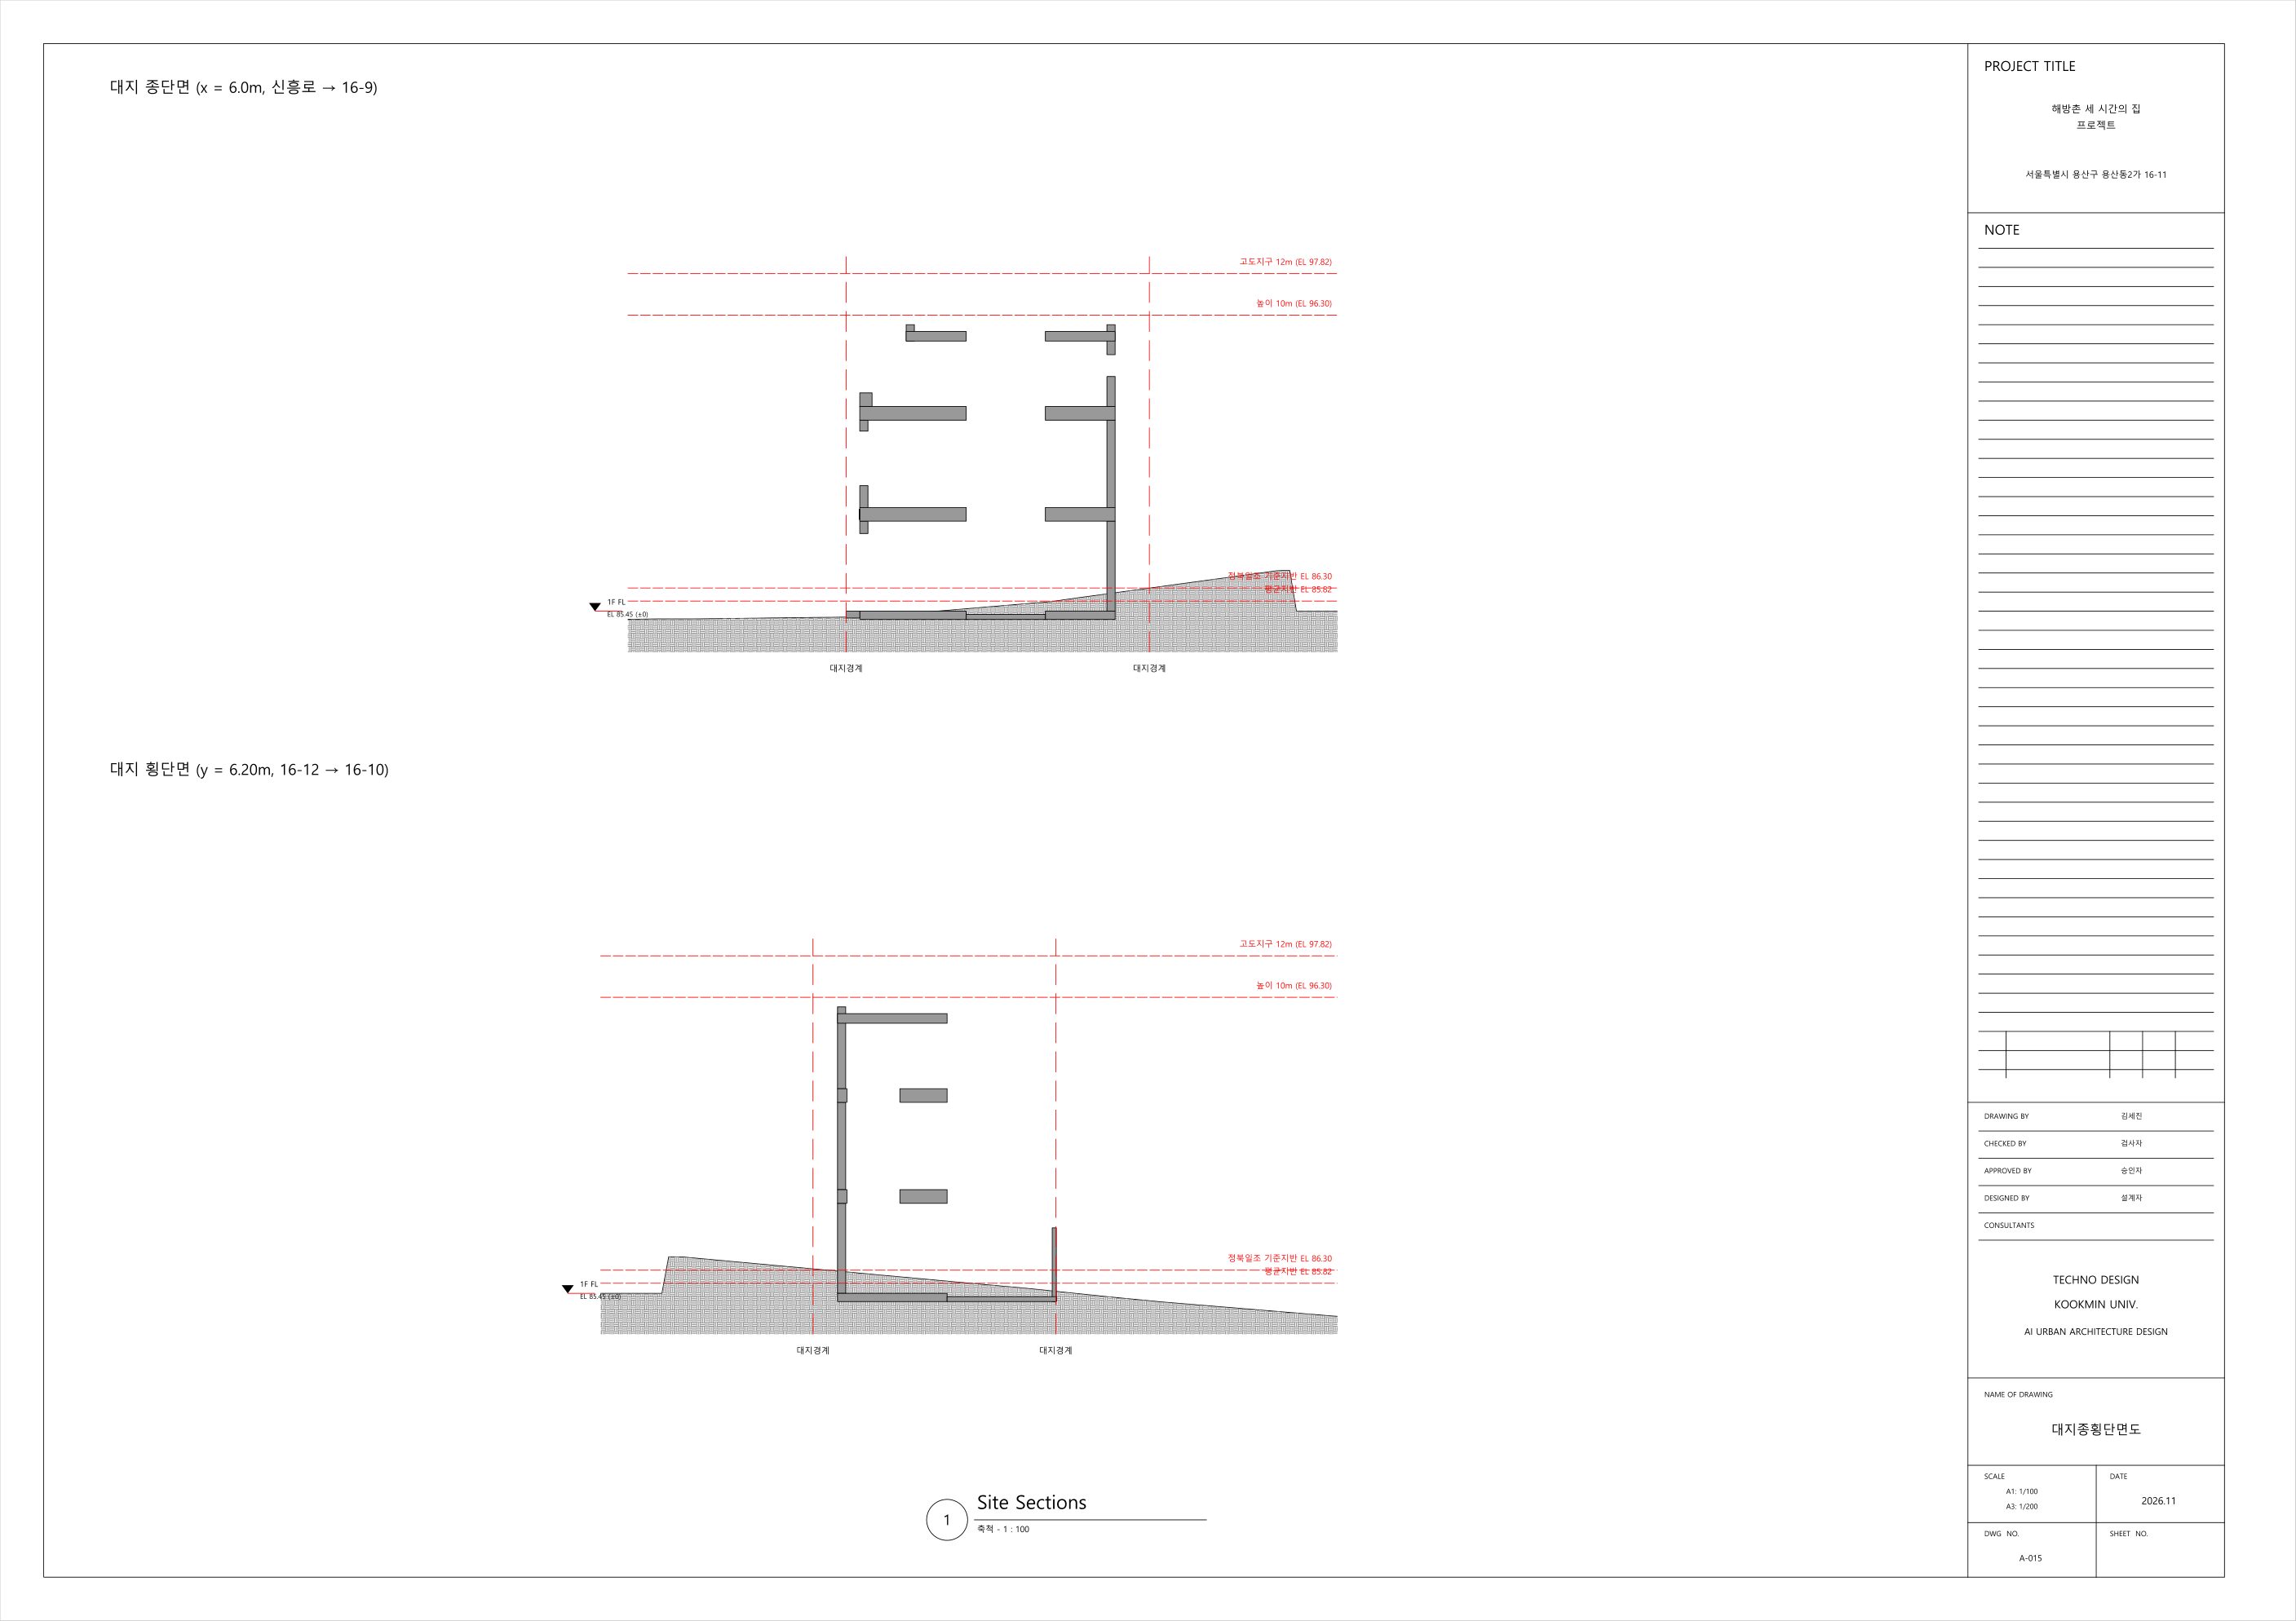 대지 종단면 (x = 6.0m, 신흥로 → 16-9)
고도지구 12m (EL 97.82)
높이 10m (EL 96.30)
정북일조 기준지반 EL 86.30
평균지반 EL 85.82
1F FL
EL 85.45 (±0)
대지경계
대지경계
대지 횡단면 (y = 6.20m, 16-12 → 16-10)
고도지구 12m (EL 97.82)
높이 10m (EL 96.30)
정북일조 기준지반 EL 86.30
평균지반 EL 85.82
1F FL
EL 85.45 (±0)
대지경계
대지경계
1
Site Sections
축척 - 1 : 100
PROJECT TITLE
해방촌 세 시간의 집
프로젝트
서울특별시 용산구 용산동2가 16-11
NOTE
DRAWING BY 김세진
CHECKED BY 검사자
APPROVED BY 승인자
DESIGNED BY 설계자
CONSULTANTS
TECHNO DESIGN
KOOKMIN UNIV.
AI URBAN ARCHITECTURE DESIGN
NAME OF DRAWING
대지종횡단면도
SCALE
A1: 1/100
A3: 1/200
DATE
2026.11
DWG NO.
A-015
SHEET NO.